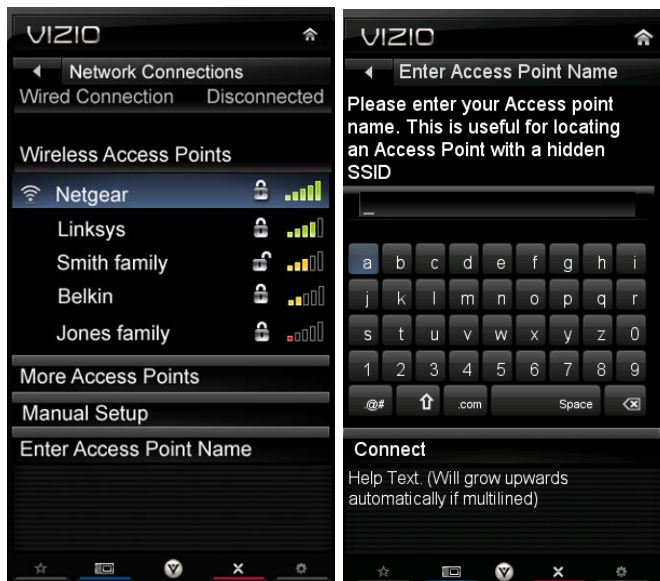 VIZIO
Network Connections
Wired Connection Disconnected
Wireless Access Points
Netgear
Linksys
Smith family
Belkin
Jones family
More Access Points
Manual Setup
Enter Access Point Name
V
VIZIO
Enter Access Point Name
Please enter your Access point
name. This is useful for locating
an Access Point with a hidden
SSID
_
a b c d e f g h i
j k l m n o p q r
s t u v w x y z 0
1 2 3 4 5 6 7 8 9
.@# .com Space
Connect
Help Text. (Will grow upwards
automatically if multilined)
V